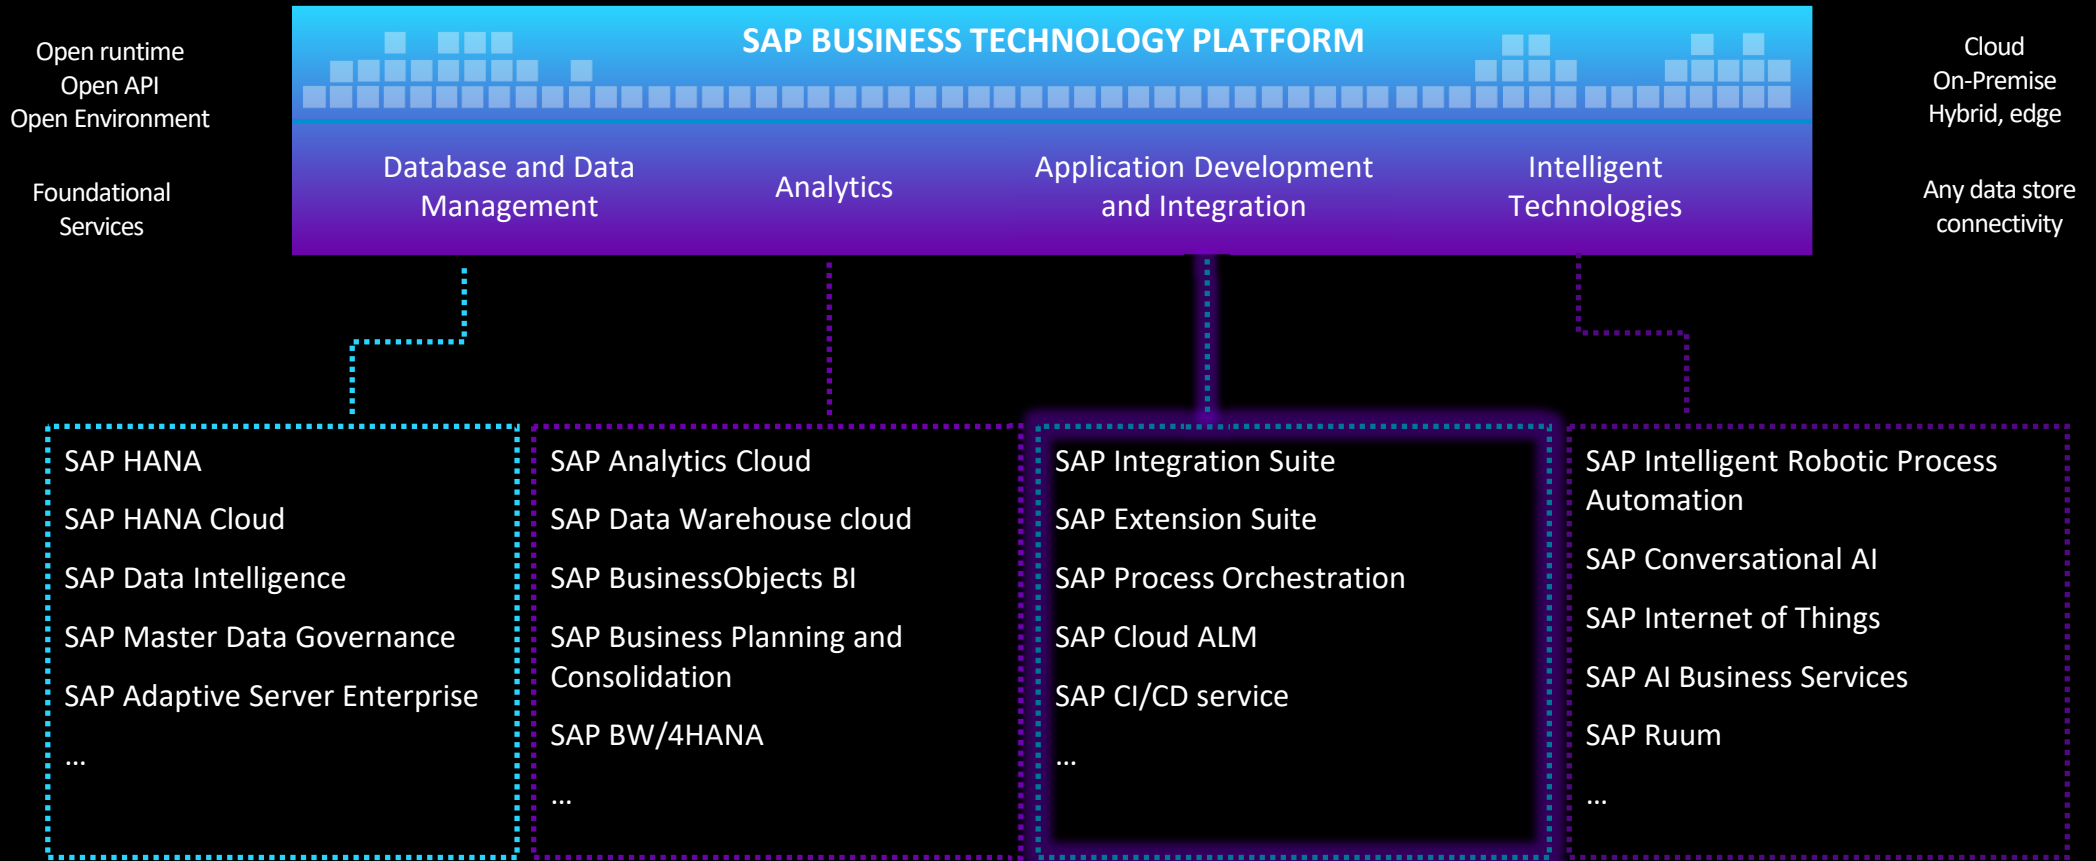 SAP BUSINESS TECHNOLOGY PLATFORM
Open runtime
Open API
Open Environment
Foundational
Services
Cloud
On-Premise
Hybrid, edge
Any data store
connectivity
Database and Data
Management
Analytics
Application Development
and Integration
Intelligent
Technologies
SAP HANA
SAP HANA Cloud
SAP Data Intelligence
SAP Master Data Governance
SAP Adaptive Server Enterprise
...
SAP Analytics Cloud
SAP Data Warehouse cloud
SAP BusinessObjects BI
SAP Business Planning and
Consolidation
SAP BW/4HANA
...
SAP Integration Suite
SAP Extension Suite
SAP Process Orchestration
SAP Cloud ALM
SAP CI/CD service
...
SAP Intelligent Robotic Process
Automation
SAP Conversational AI
SAP Internet of Things
SAP AI Business Services
SAP Ruum
...